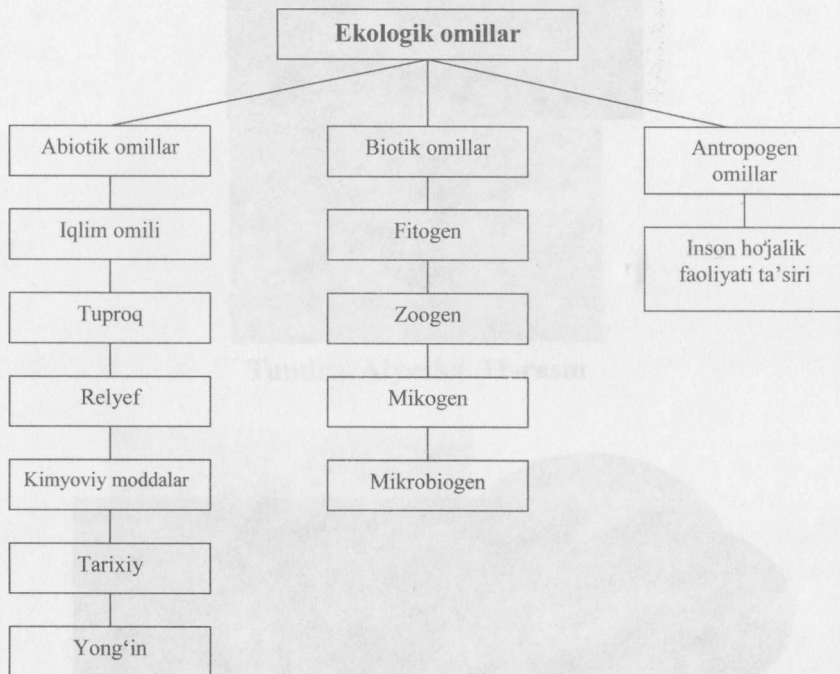 Ekologik omillar
Abiotik omillar
Iqlim omili
Tuproq
Relyef
Kimyoviy moddalar
Tarixiy
Yong‘in
Biotik omillar
Fitogen
Zoogen
Mikogen
Mikrobiogen
Antropogen
omillar
Inson ho‘jalik
faoliyati ta’siri